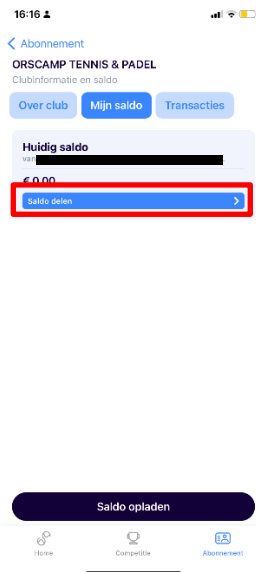 16:16
Abonnement
ORSCAMP TENNIS & PADEL
Clubinformatie en saldo
Over club Mijn saldo Transacties
Huidig saldo
van
€ 0,00
Saldo delen
Saldo opladen
Home Competitie Abonnement